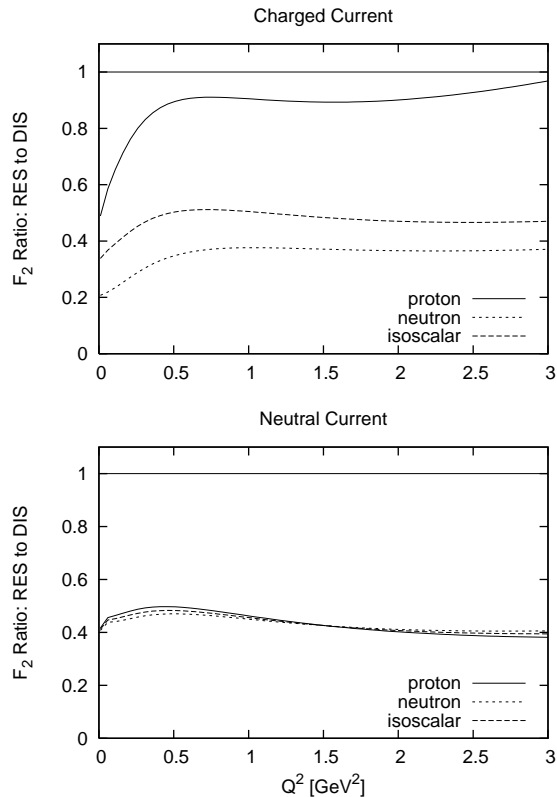 Charged Current
F2 Ratio: RES to DIS
1
0.8
0.6
0.4
0.2
0
proton
neutron
isoscalar
0 0.5 1 1.5 2 2.5 3
Neutral Current
F2 Ratio: RES to DIS
1
0.8
0.6
0.4
0.2
0
proton
neutron
isoscalar
0 0.5 1 1.5 2 2.5 3
Q² [GeV²]